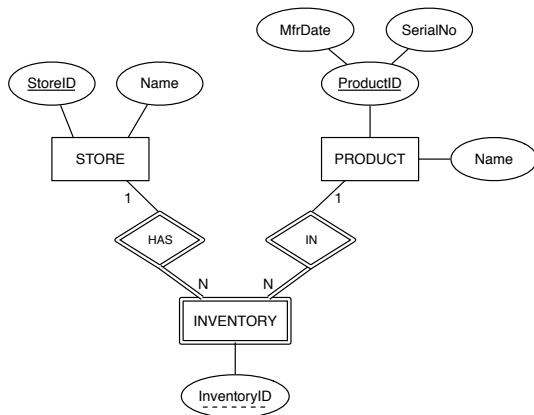 MfrDate
SerialNo
StoreID
Name
ProductID
STORE
PRODUCT
Name
1
1
HAS
IN
N
N
INVENTORY
InventoryID